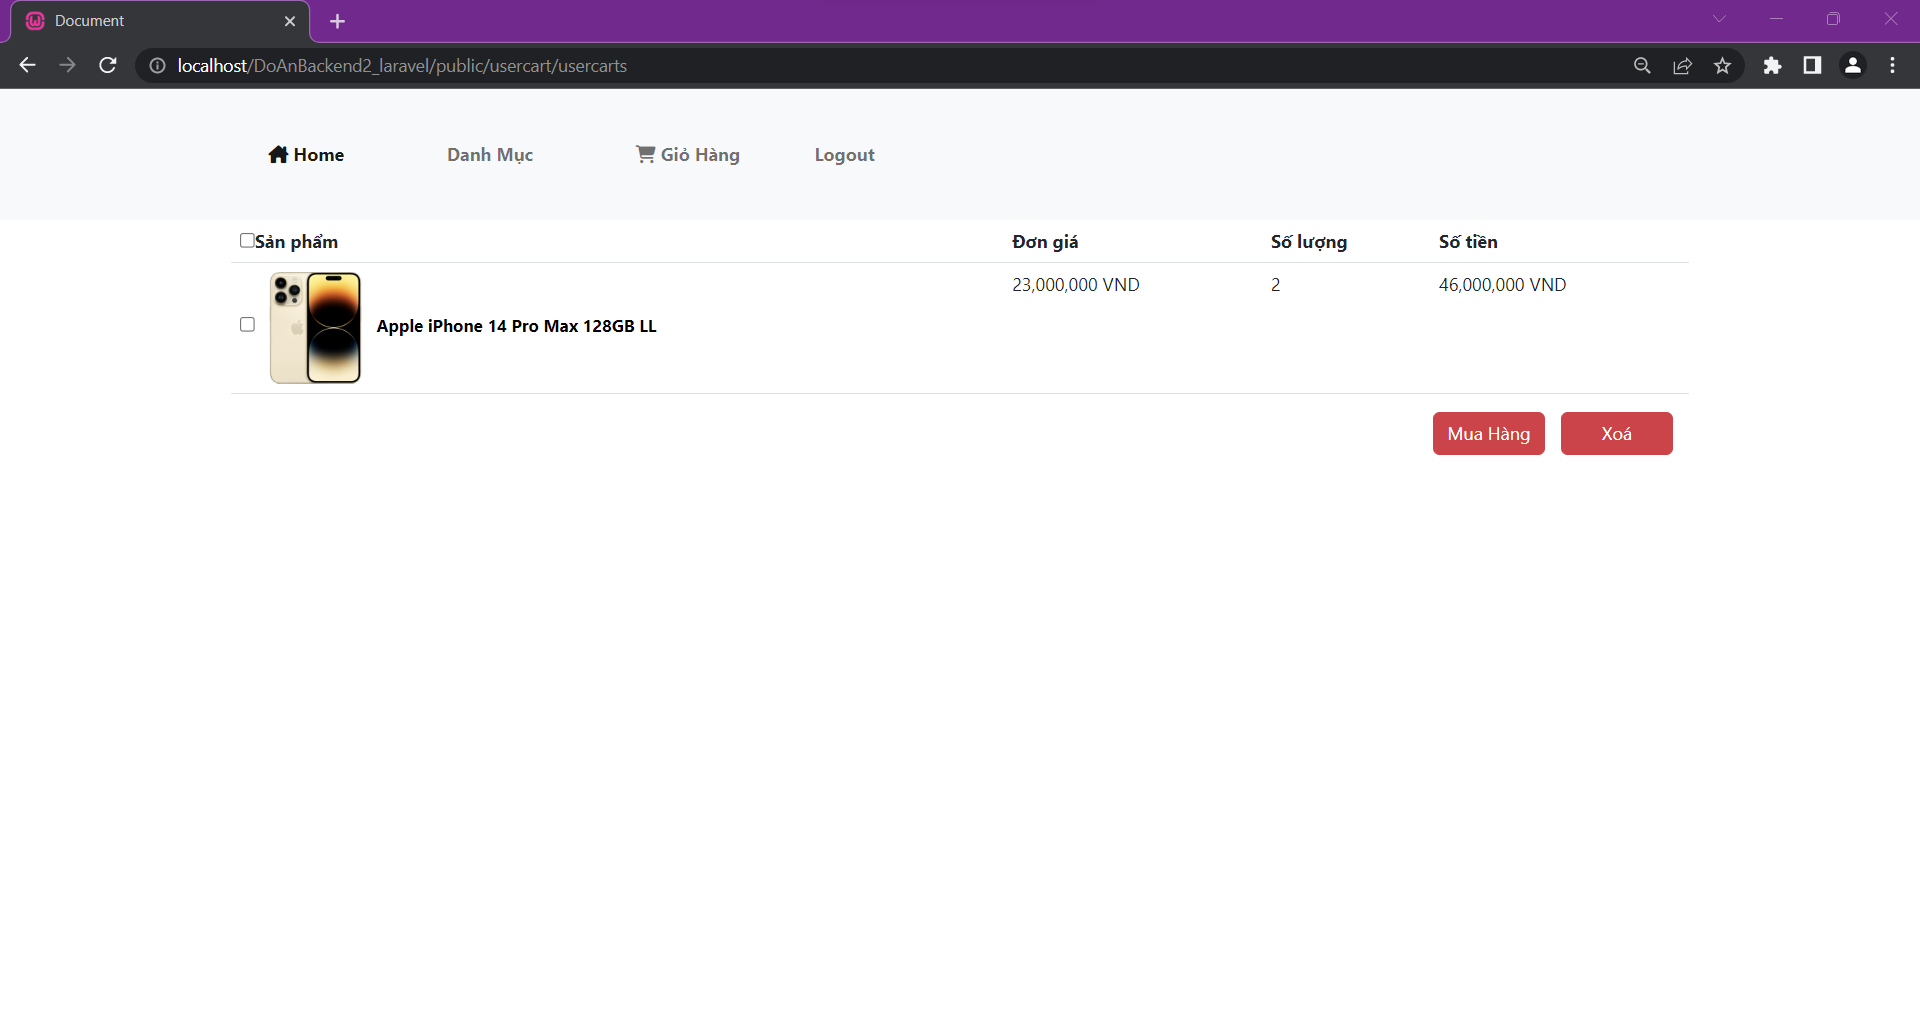 Document
localhost/DoAnBackend2_laravel/public/usercart/usercarts
Home Danh Mục Giỏ Hàng Logout
Sản phẩm Đơn giá Số lượng Số tiền
Apple iPhone 14 Pro Max 128GB LL 23,000,000 VND 2 46,000,000 VND
Mua Hàng Xoá